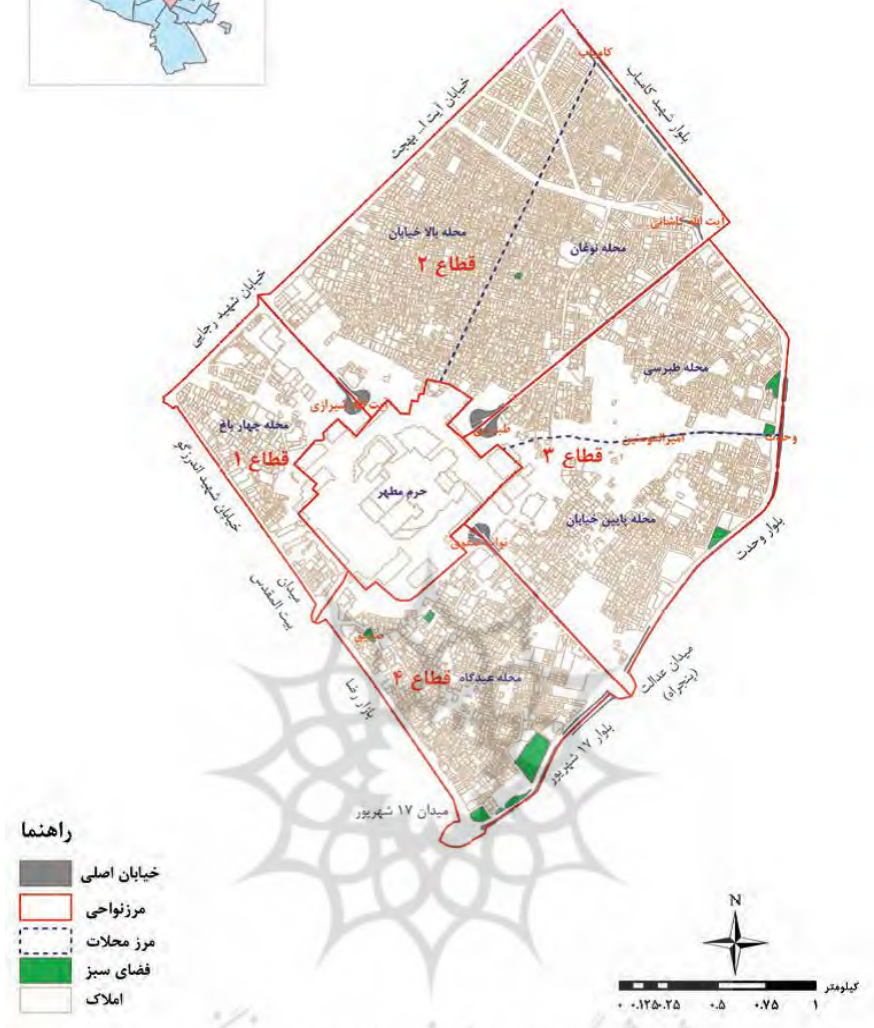 کامیاب
بلوار شهید کامیاب
خیابان آیت ا... بهجت
آیت الله کاشانی
محله بالا خیابان
محله نوغان
قطاع ۲
خیابان شهید رجایی
محله طبرسی
شیرازی
محله چهار باغ
امیرالمومنین
وحدت
قطاع ۱
قطاع ۳
حرم مطهر
خیابان شهید اندرزگو
محله پایین خیابان
بلوار وحدت
میدان
بیت المقدس
میدان عدالت
(پنجراه)
قطاع ۴
محله عیدگاه
بازار رضا
بلوار ۱۷ شهریور
میدان ۱۷ شهریور
راهنما
خیابان اصلی
مرزنواحی
مرز محلات
فضای سبز
املاک
N
کیلومتر
۰ ۰.۱۲۵۰.۲۵ ۰.۵ ۰.۷۵ ۱